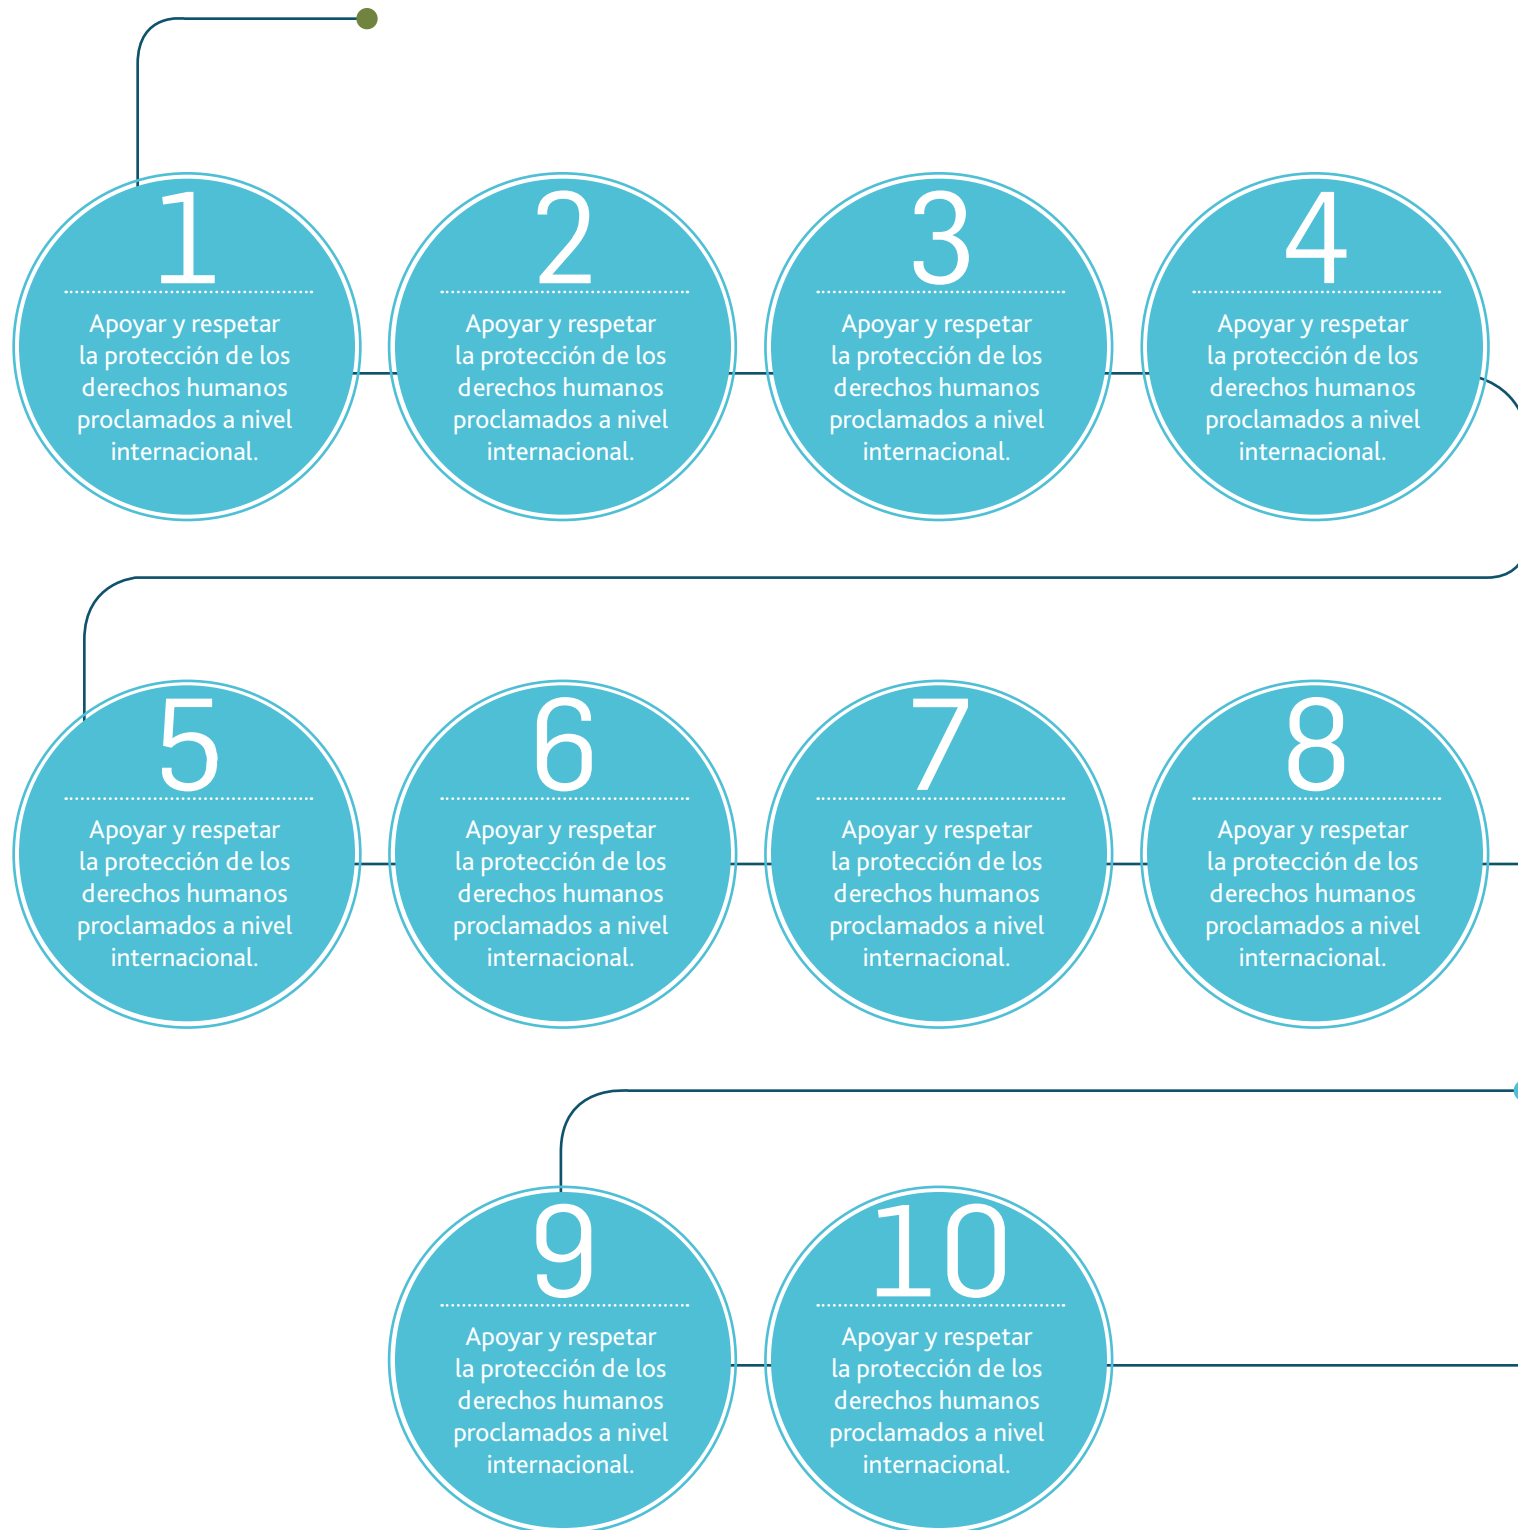 1
Apoyar y respetar
la protección de los
derechos humanos
proclamados a nivel
internacional.
2
Apoyar y respetar
la protección de los
derechos humanos
proclamados a nivel
internacional.
3
Apoyar y respetar
la protección de los
derechos humanos
proclamados a nivel
internacional.
4
Apoyar y respetar
la protección de los
derechos humanos
proclamados a nivel
internacional.
5
Apoyar y respetar
la protección de los
derechos humanos
proclamados a nivel
internacional.
6
Apoyar y respetar
la protección de los
derechos humanos
proclamados a nivel
internacional.
7
Apoyar y respetar
la protección de los
derechos humanos
proclamados a nivel
internacional.
8
Apoyar y respetar
la protección de los
derechos humanos
proclamados a nivel
internacional.
9
Apoyar y respetar
la protección de los
derechos humanos
proclamados a nivel
internacional.
10
Apoyar y respetar
la protección de los
derechos humanos
proclamados a nivel
internacional.